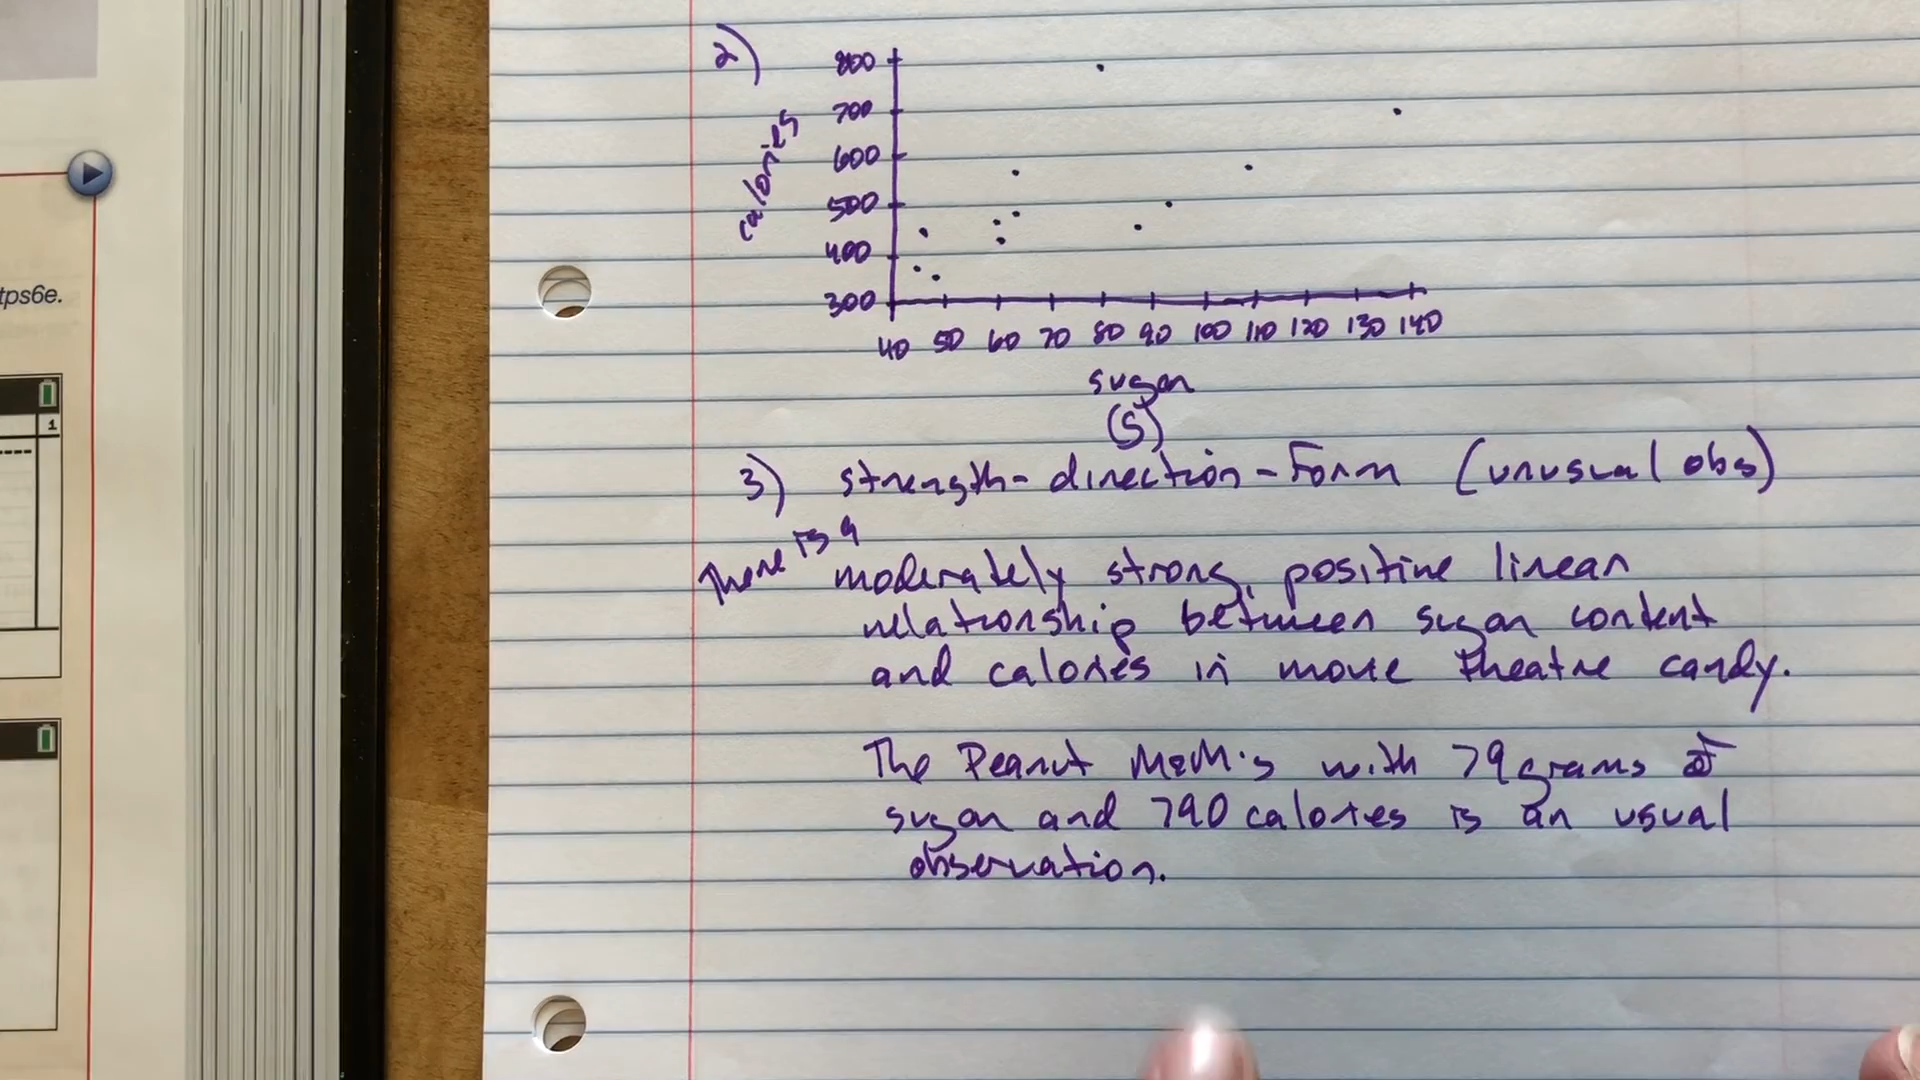 2)
800
700
600
500
400
300
calories
40 50 60 70 80 90 100 110 120 130 140
sugar
(g)
tps6e.
1
3) strength-direction-Form (unusual obs)
There is a
moderately strong, positive linear
relationship between sugar content
and calories in movie theatre candy.
The Peanut M&M's with 79 grams of
sugar and 790 calories is an usual
observation.